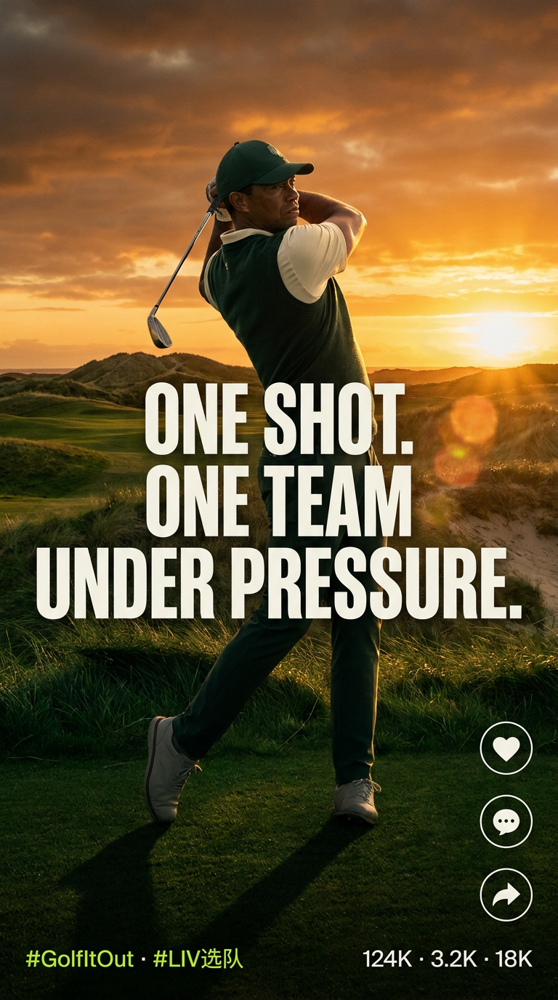 ONE SHOT.
ONE TEAM
UNDER PRESSURE.
#GolfItOut · #LIV选队
124K · 3.2K · 18K